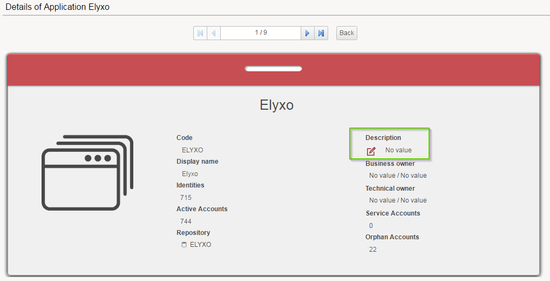 Details of Application Elyxo
1 / 9
Back
Elyxo
Code
ELYXO
Display name
Elyxo
Identities
715
Active Accounts
744
Repository
ELYXO
Description
No value
Business owner
No value / No value
Technical owner
No value / No value
Service Accounts
0
Orphan Accounts
22